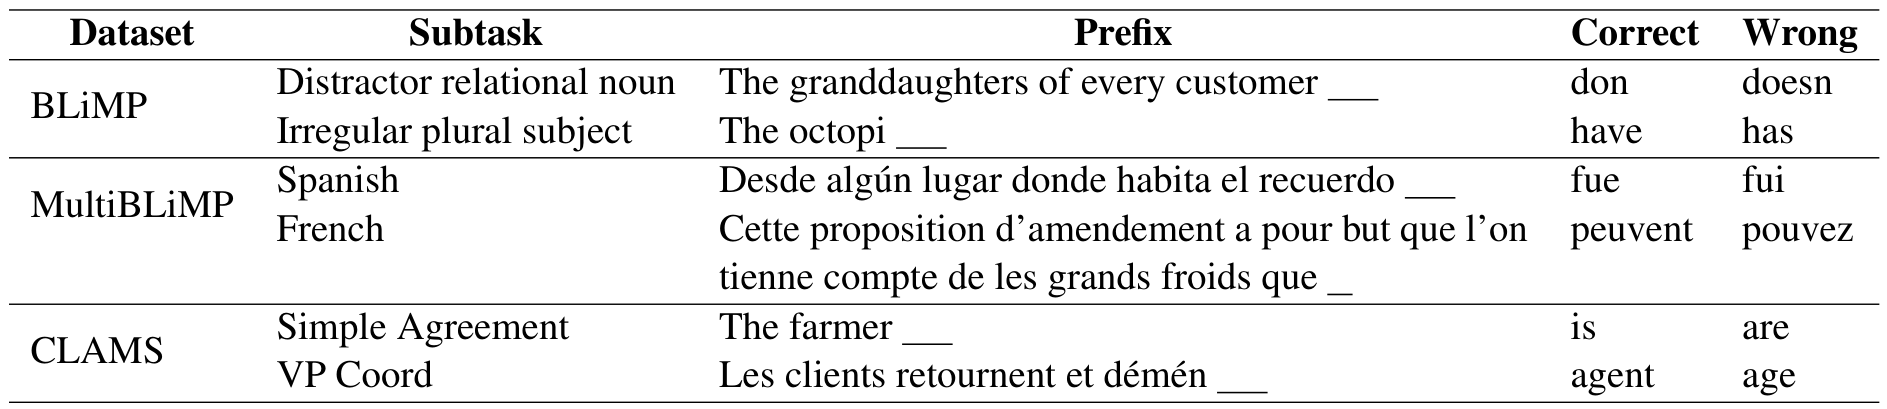 Dataset Subtask Prefix Correct Wrong
BLiMP Distractor relational noun The granddaughters of every customer ___ don doesn
Irregular plural subject The octopi ___ have has
MultiBLiMP Spanish Desde algún lugar donde habita el recuerdo ___ fue fui
French Cette proposition d’amendement a pour but que l’on peuvent pouvez
tienne compte de les grands froids que _
CLAMS Simple Agreement The farmer ___ is are
VP Coord Les clients retournent et démén ___ agent age